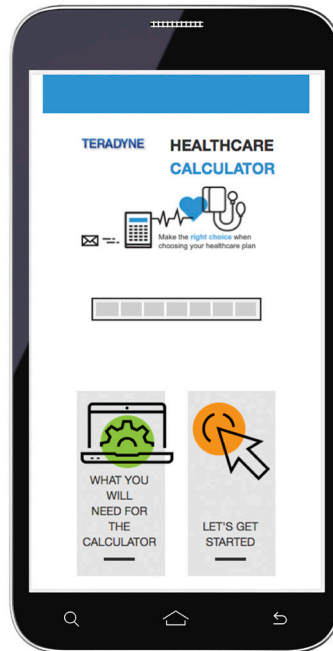 TERADYNE
HEALTHCARE
CALCULATOR
Make the right choice when
choosing your healthcare plan
WHAT YOU
WILL
NEED FOR
THE
CALCULATOR
LET'S GET
STARTED